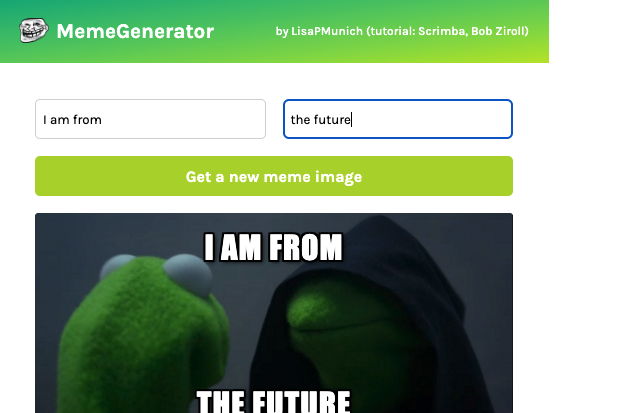 MemeGenerator
by LisaPMunich (tutorial: Scrimba, Bob Ziroll)
I am from
the future
Get a new meme image
I AM FROM
THE FUTURE